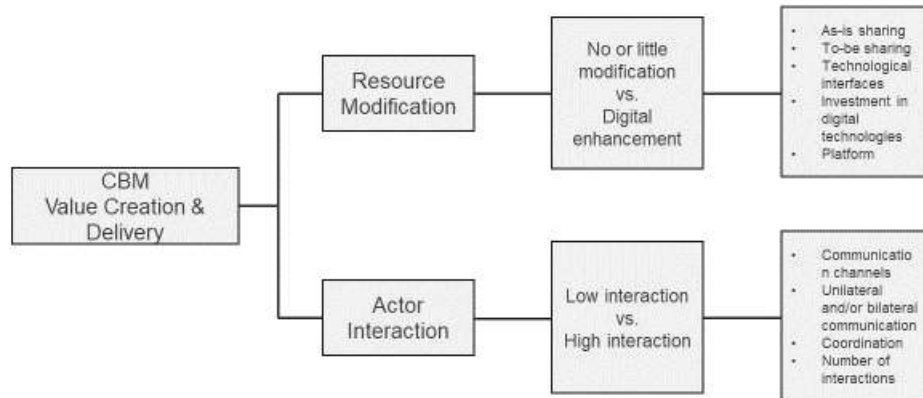 CBM
Value Creation &
Delivery
Resource
Modification
No or little
modification
vs.
Digital
enhancement
• As-is sharing
• To-be sharing
• Technological
interfaces
• Investment in
digital
technologies
• Platform
Actor
Interaction
Low interaction
vs.
High interaction
• Communicatio
n channels
• Unilateral
and/or bilateral
communication
• Coordination
• Number of
interactions